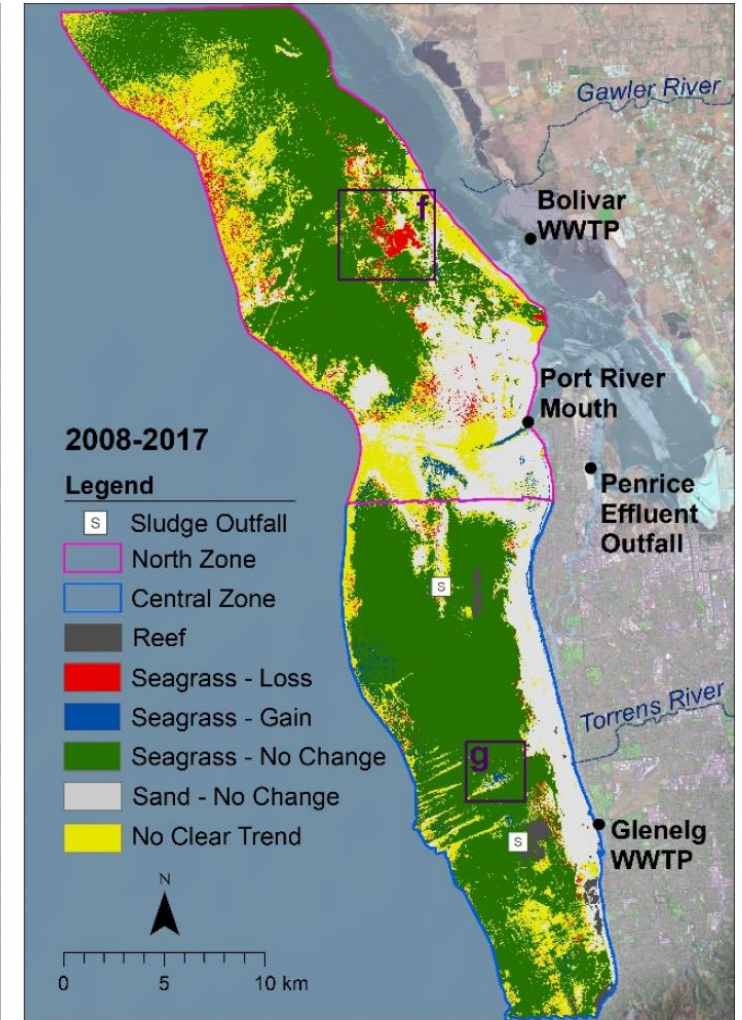 Gawler River
Bolivar
WWTP
f
Port River
Mouth
Penrice
Effluent
Outfall
2008-2017
Legend
S Sludge Outfall
North Zone
Central Zone
Reef
Seagrass - Loss
Seagrass - Gain
Seagrass - No Change
Sand - No Change
No Clear Trend
S
Torrens River
g
S
Glenelg
WWTP
N
0 5 10 km